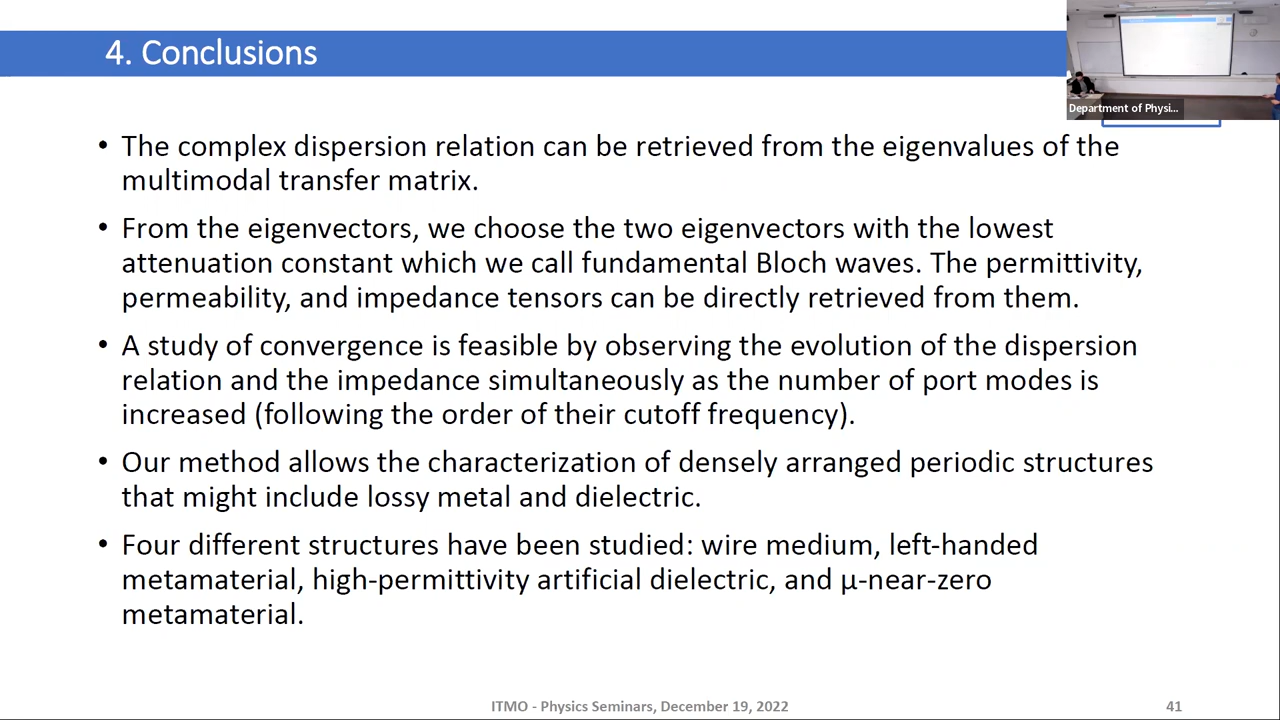 4. Conclusions
Department of Physi...
• The complex dispersion relation can be retrieved from the eigenvalues of the
multimodal transfer matrix.
• From the eigenvectors, we choose the two eigenvectors with the lowest
attenuation constant which we call fundamental Bloch waves. The permittivity,
permeability, and impedance tensors can be directly retrieved from them.
• A study of convergence is feasible by observing the evolution of the dispersion
relation and the impedance simultaneously as the number of port modes is
increased (following the order of their cutoff frequency).
• Our method allows the characterization of densely arranged periodic structures
that might include lossy metal and dielectric.
• Four different structures have been studied: wire medium, left-handed
metamaterial, high-permittivity artificial dielectric, and μ-near-zero
metamaterial.
ITMO - Physics Seminars, December 19, 2022
41